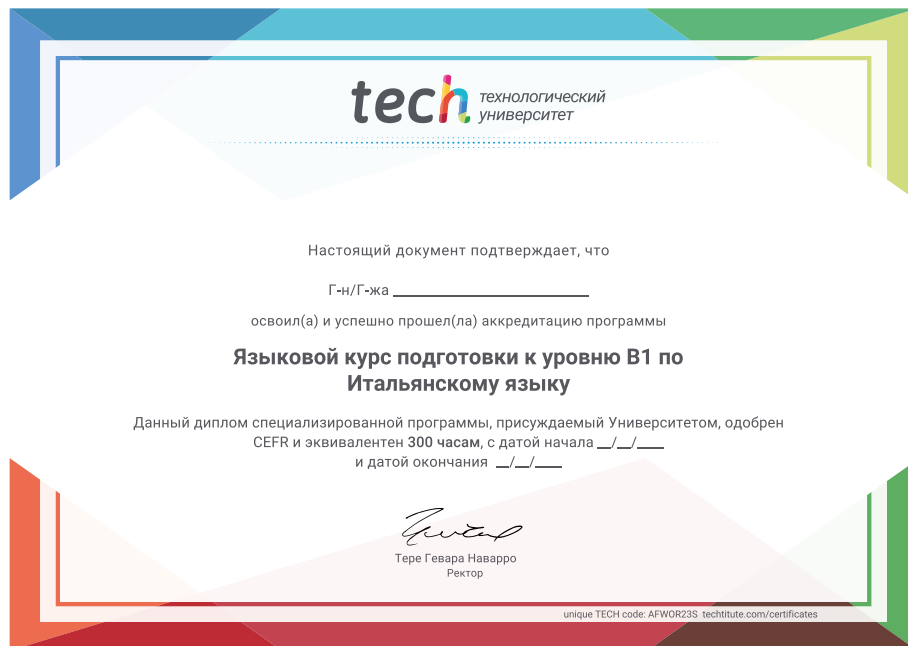 tech технологический
университет
Настоящий документ подтверждает, что
Г-н/Г-жа ____________________
освоил(а) и успешно прошел(ла) аккредитацию программы
Языковой курс подготовки к уровню B1 по
Итальянскому языку
Данный диплом специализированной программы, присуждаемый Университетом, одобрен
CEFR и эквивалентен 300 часам, с датой начала __/__/____
и датой окончания __/__/____
Тере Гевара Наварро
Ректор
unique TECH code: AFWOR23S techtitute.com/certificates